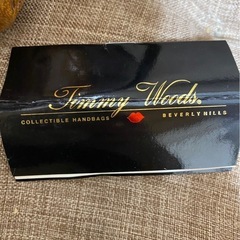 Timmy Woods®
COLLECTIBLE HANDBAGS BEVERLY HILLS